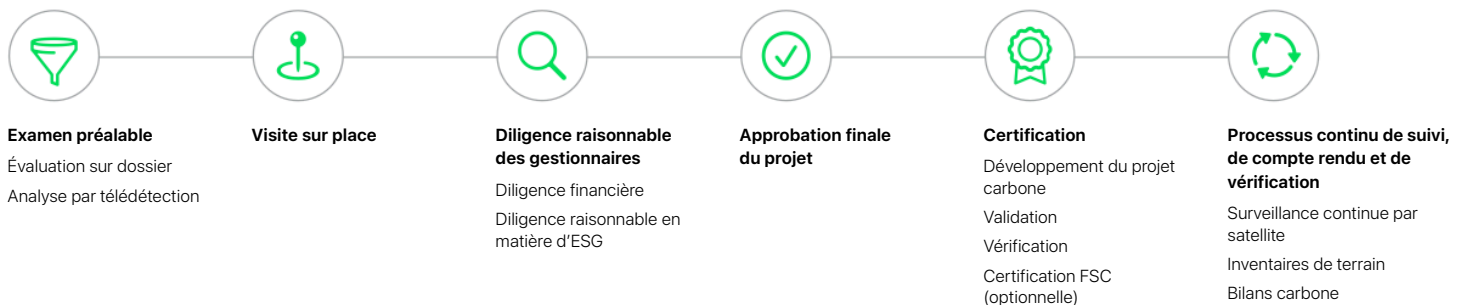 Examen préalable
Évaluation sur dossier
Analyse par télédétection
Visite sur place
Diligence raisonnable
des gestionnaires
Diligence financière
Diligence raisonnable en
matière d’ESG
Approbation finale
du projet
Certification
Développement du projet
carbone
Validation
Vérification
Certification FSC
(optionnelle)
Processus continu de suivi,
de compte rendu et de
vérification
Surveillance continue par
satellite
Inventaires de terrain
Bilans carbone